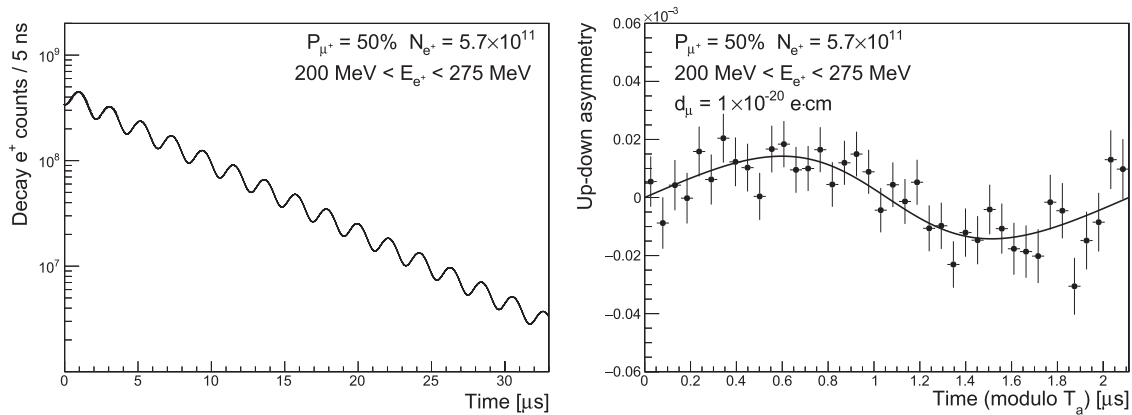 Decay e⁺ counts / 5 ns
10⁹
10⁸
10⁷
P_μ⁺ = 50% N_e⁺ = 5.7×10¹¹
200 MeV < E_e⁺ < 275 MeV
0 5 10 15 20 25 30
Time [μs]
Up-down asymmetry
×10⁻³
0.06
0.04
0.02
0
−0.02
−0.04
−0.06
P_μ⁺ = 50% N_e⁺ = 5.7×10¹¹
200 MeV < E_e⁺ < 275 MeV
d_μ = 1×10⁻²⁰ e·cm
0 0.2 0.4 0.6 0.8 1 1.2 1.4 1.6 1.8 2
Time (modulo T_a) [μs]